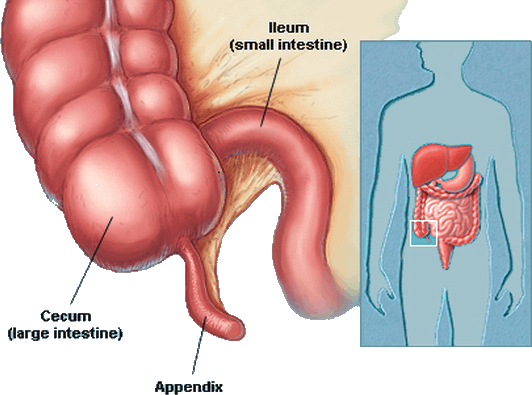 Ileum
(small intestine)
Cecum
(large intestine)
Appendix